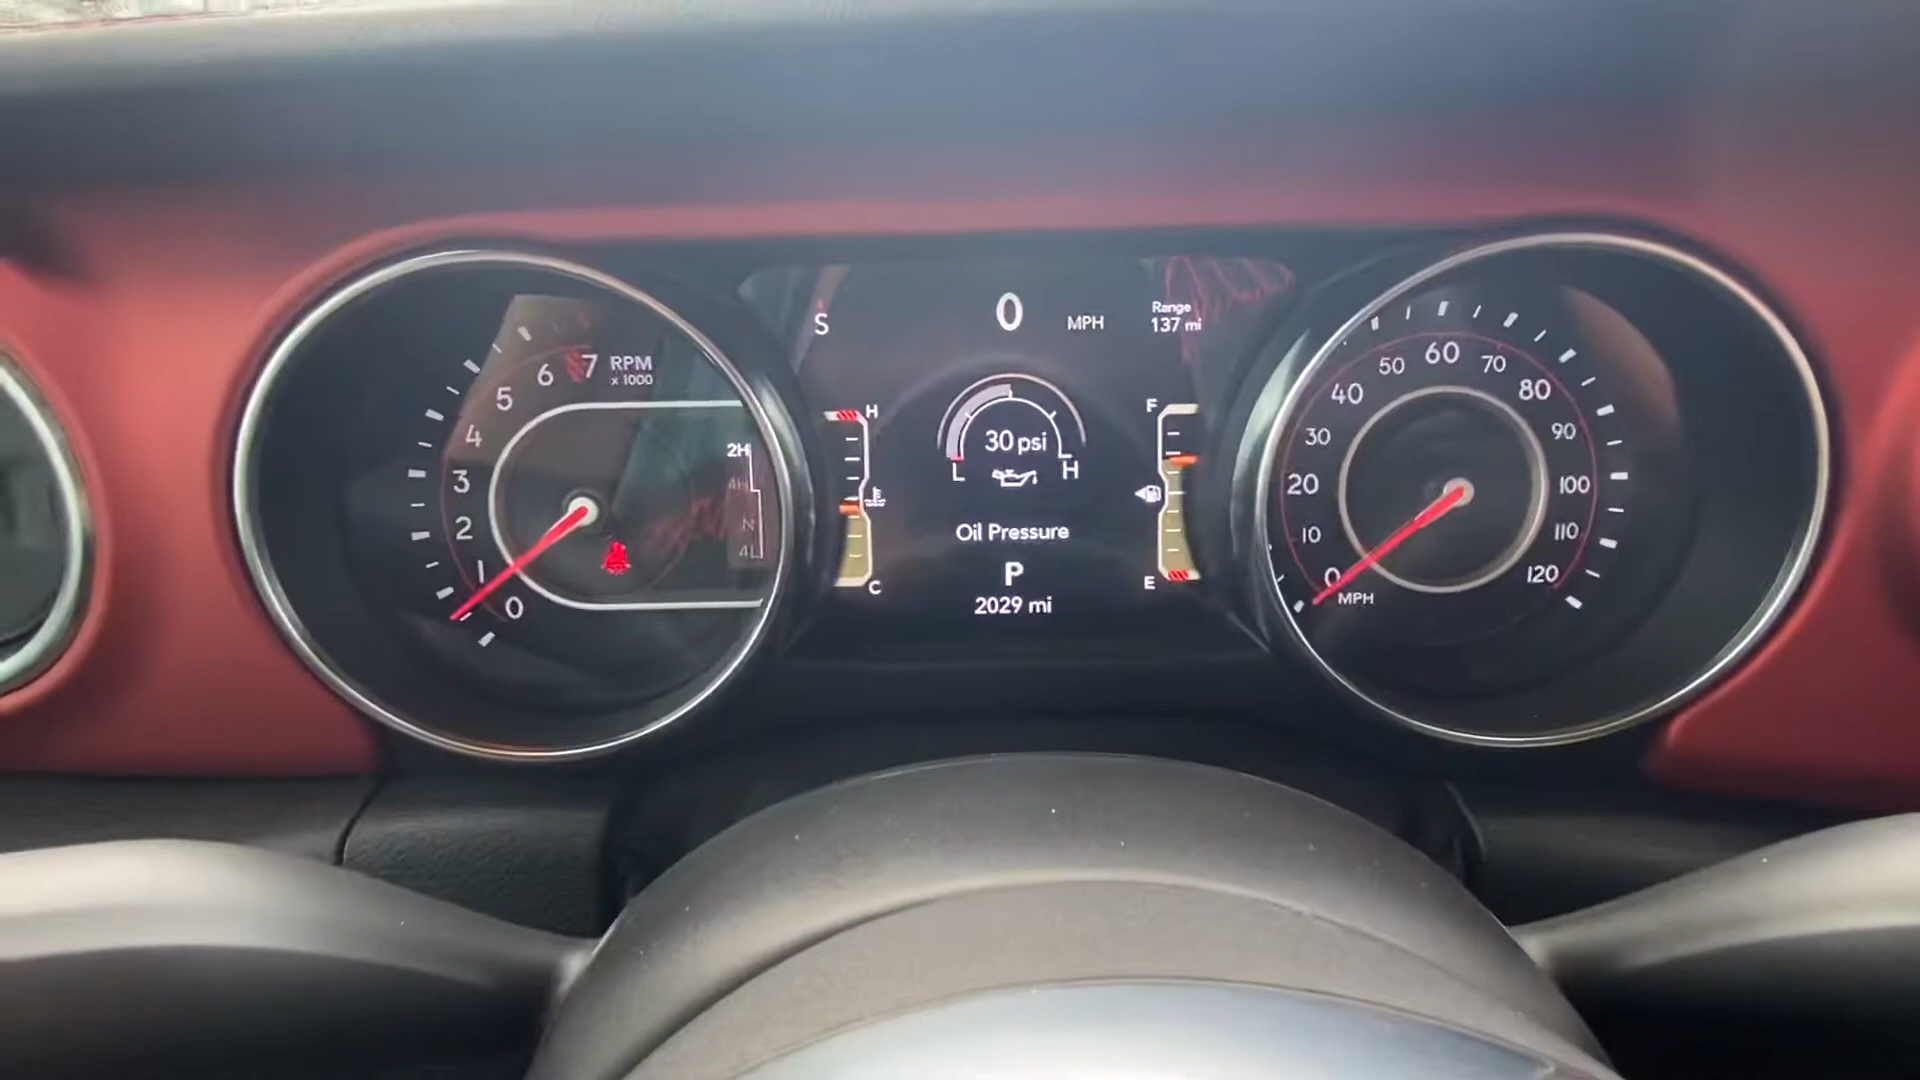 7 RPM
x 1000
6
5
4
3
2
1
0
2H
4H
N
4L
S
0 MPH
Range
137 mi
H
C
30 psi
L H
Oil Pressure
P
2029 mi
F
E
0
10
20
30
40
50
60
70
80
90
100
110
120
MPH